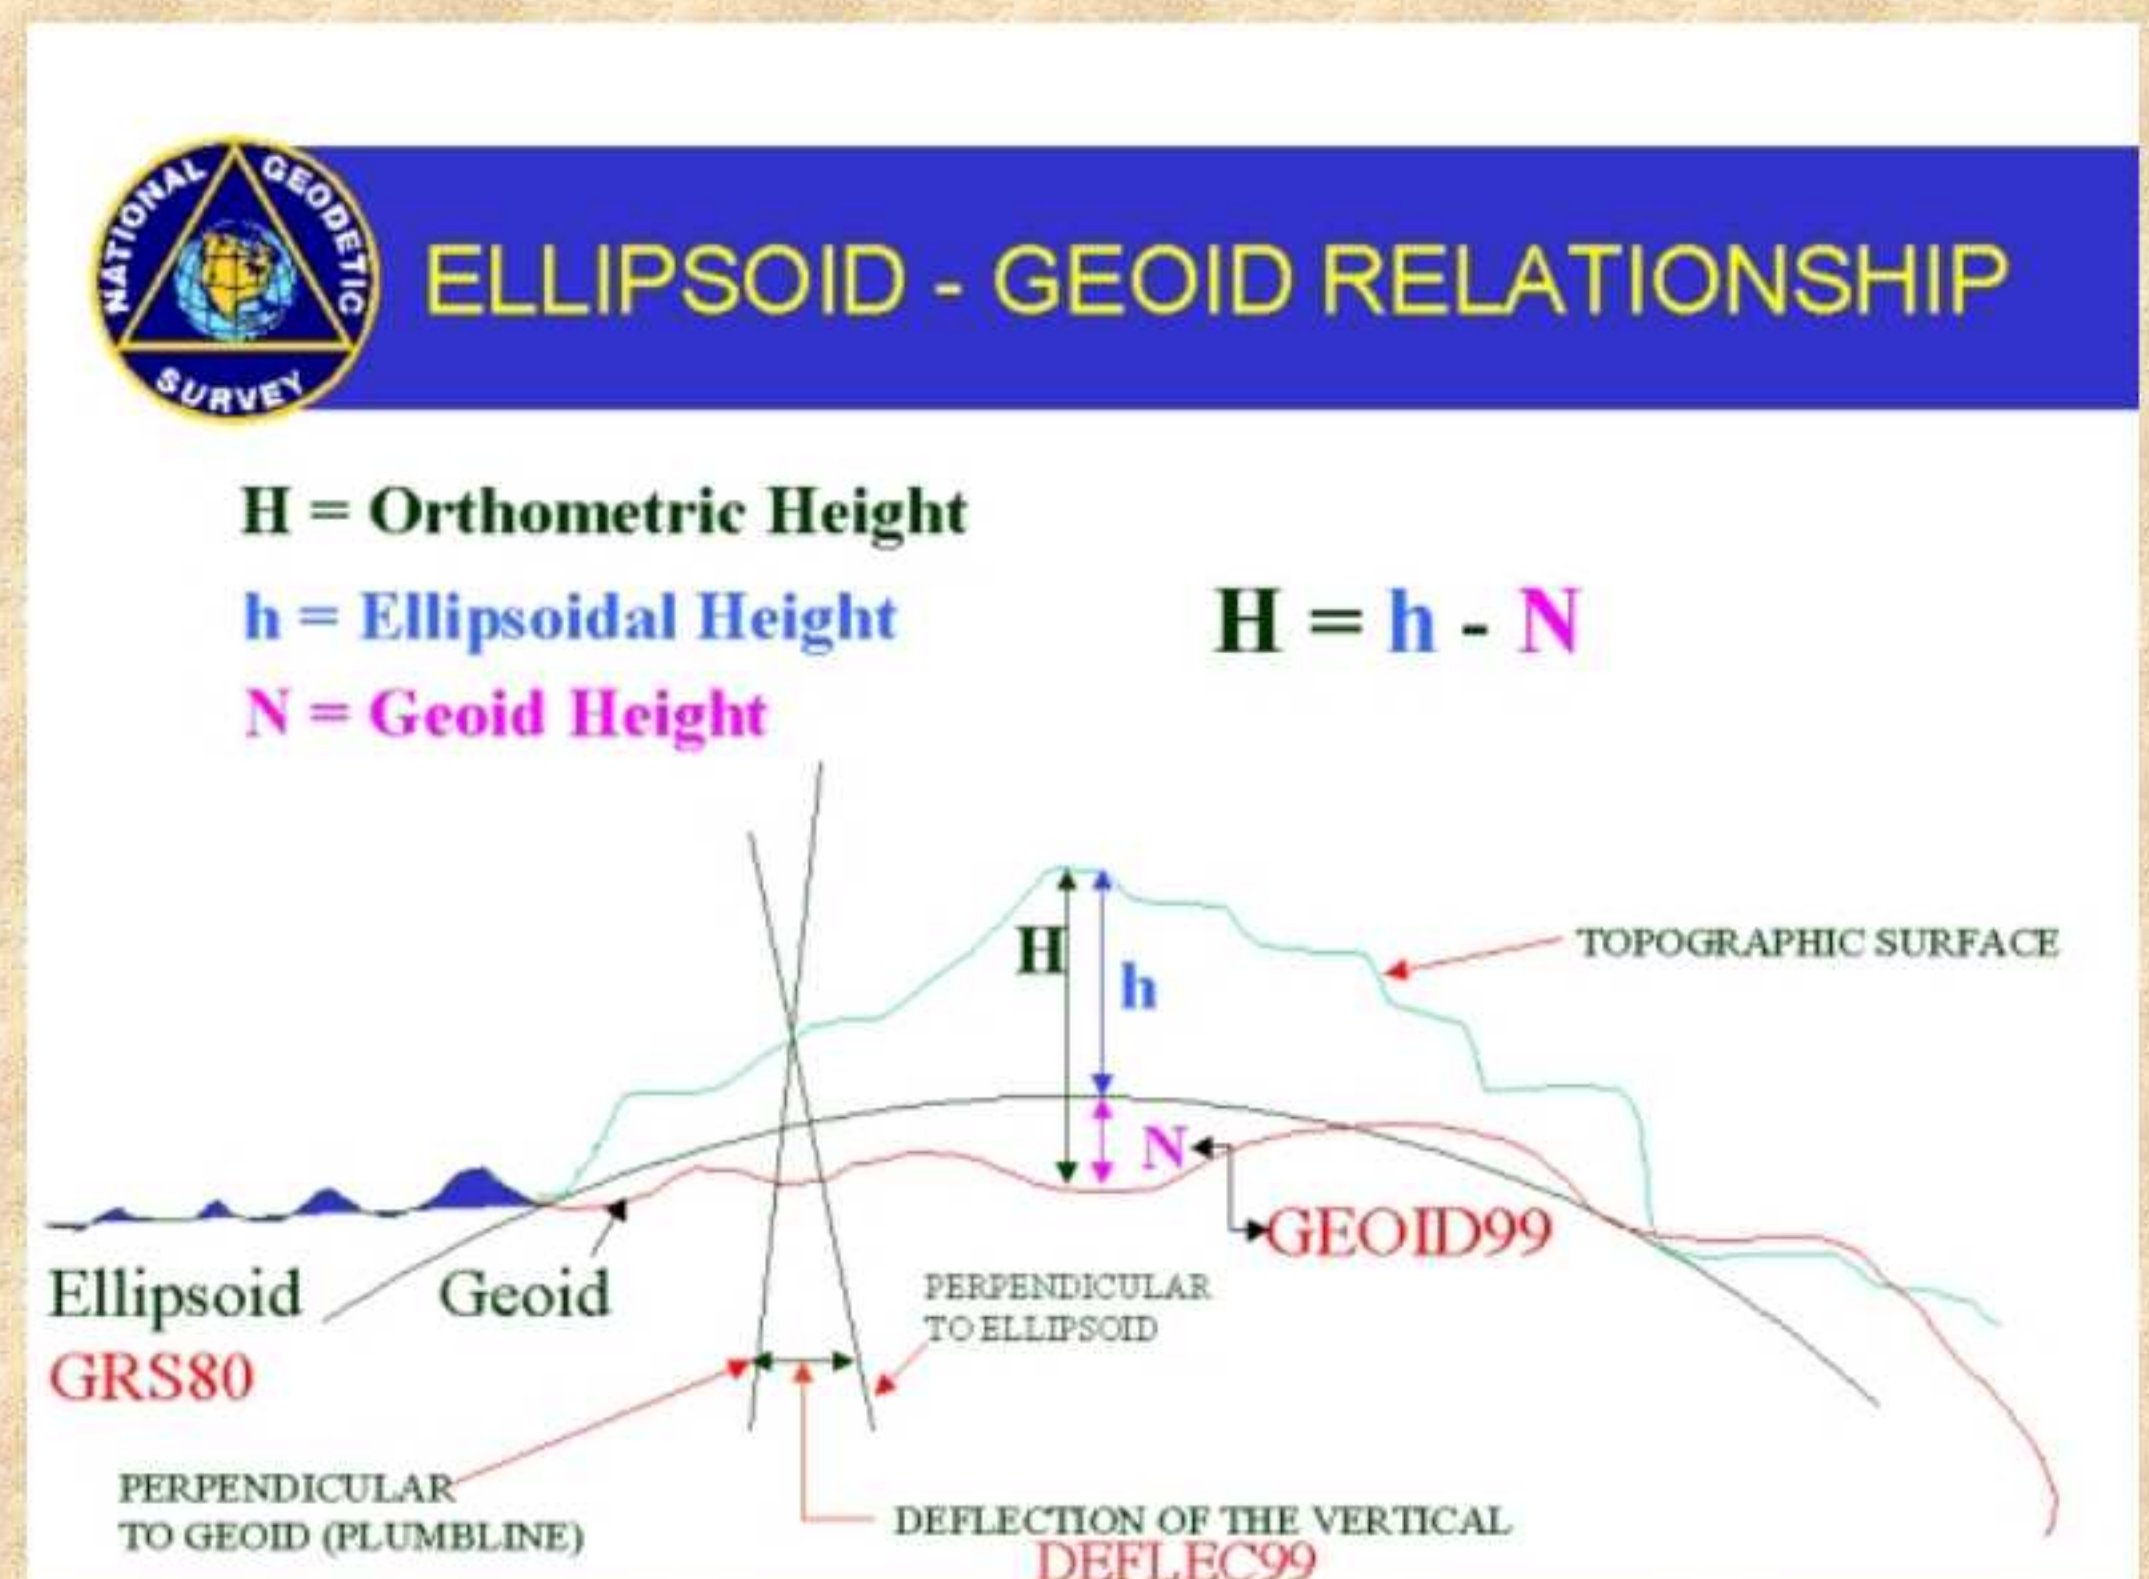 NATIONAL GEODETIC SURVEY
ELLIPSOID - GEOID RELATIONSHIP
H = Orthometric Height
h = Ellipsoidal Height
N = Geoid Height
H = h - N
TOPOGRAPHIC SURFACE
H
h
N
GEOID99
Ellipsoid
GRS80
Geoid
PERPENDICULAR
TO ELLIPSOID
PERPENDICULAR
TO GEOID (PLUMBLINE)
DEFLECTION OF THE VERTICAL
DEFLEC99